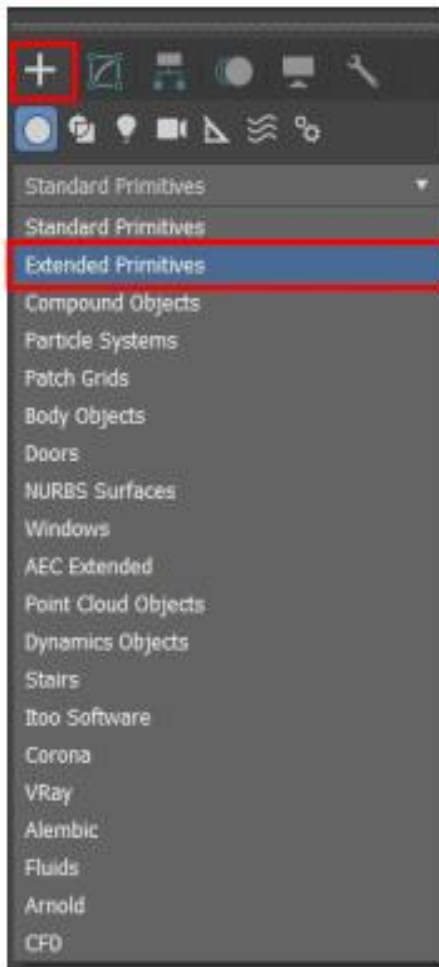 Standard Primitives
Standard Primitives
Extended Primitives
Compound Objects
Particle Systems
Patch Grids
Body Objects
Doors
NURBS Surfaces
Windows
AEC Extended
Point Cloud Objects
Dynamics Objects
Stairs
Itoo Software
Corona
VRay
Alembic
Fluids
Arnold
CFD